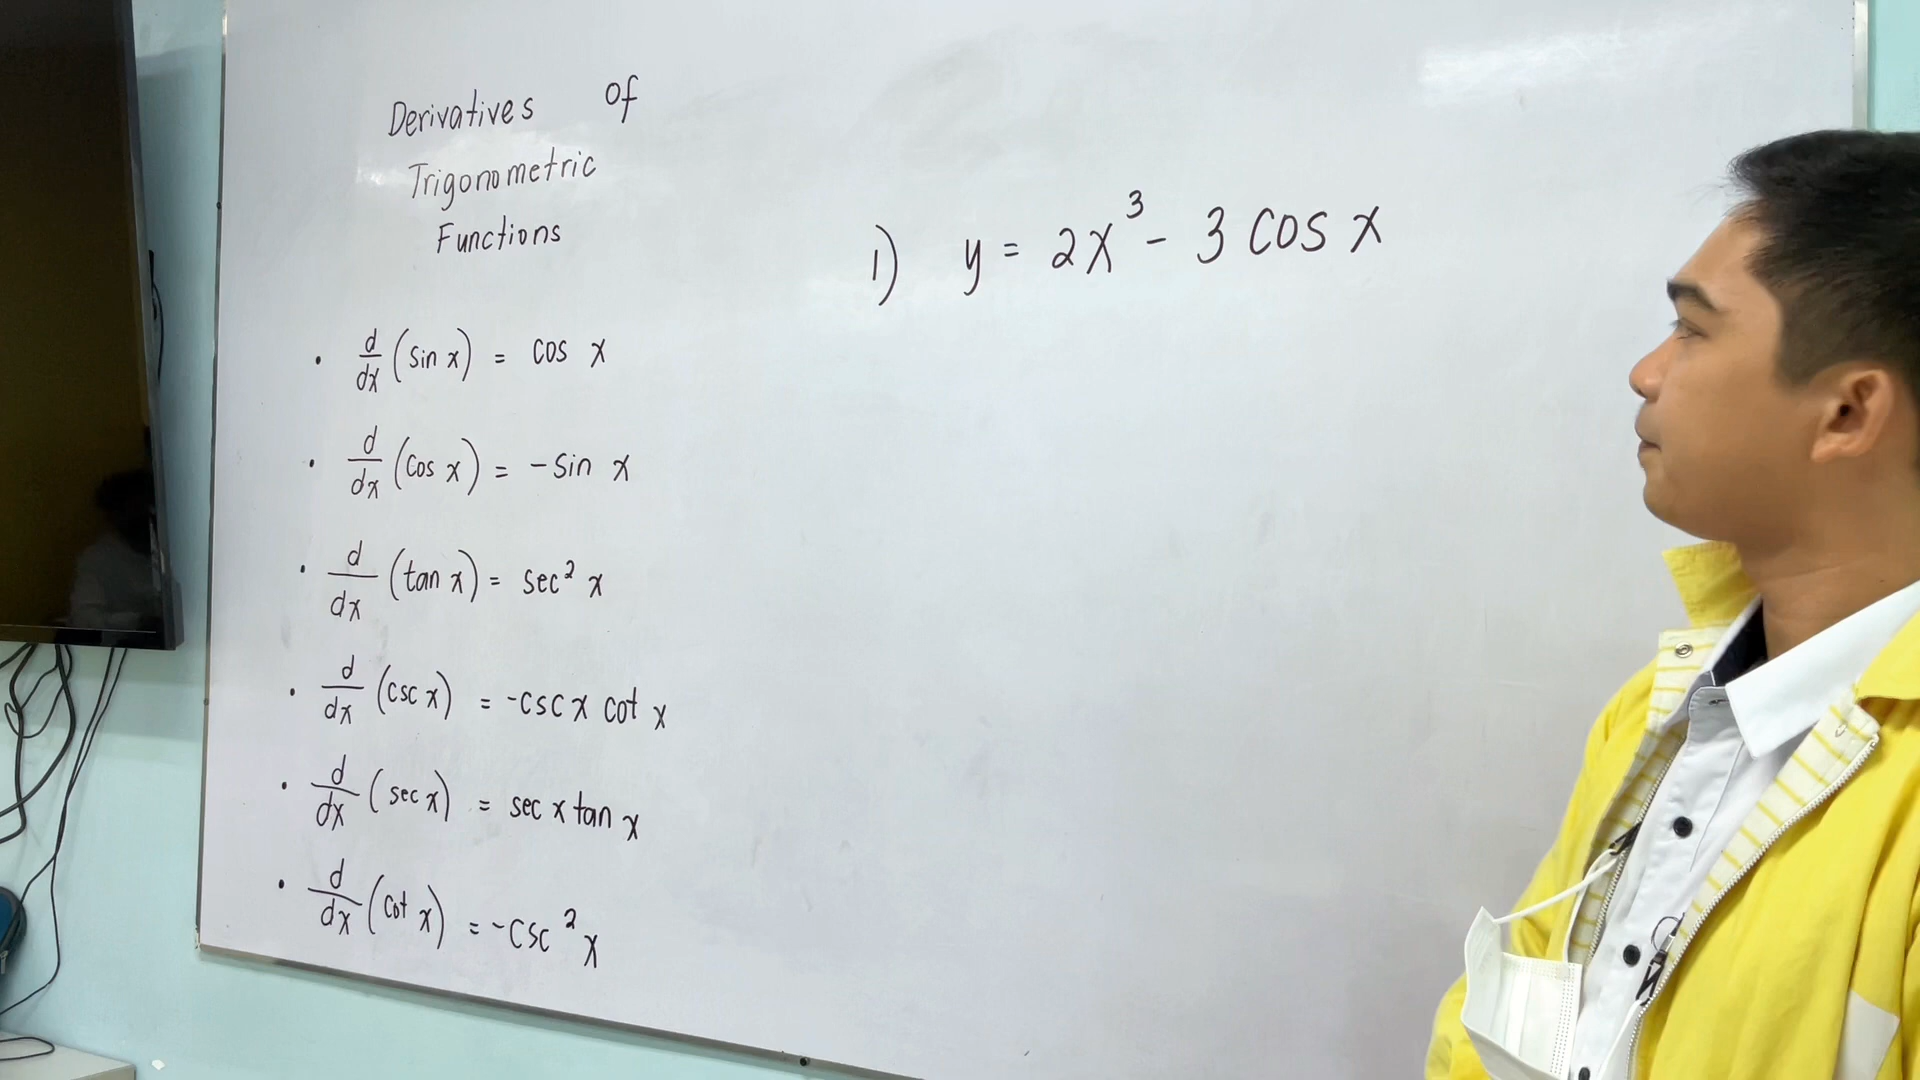 Derivatives of
Trigonometric
Functions
• d/dx (sin x) = cos x
• d/dx (cos x) = -sin x
• d/dx (tan x) = sec² x
• d/dx (csc x) = -csc x cot x
• d/dx (sec x) = sec x tan x
• d/dx (cot x) = -csc² x
1) y = 2x³ - 3 cos x